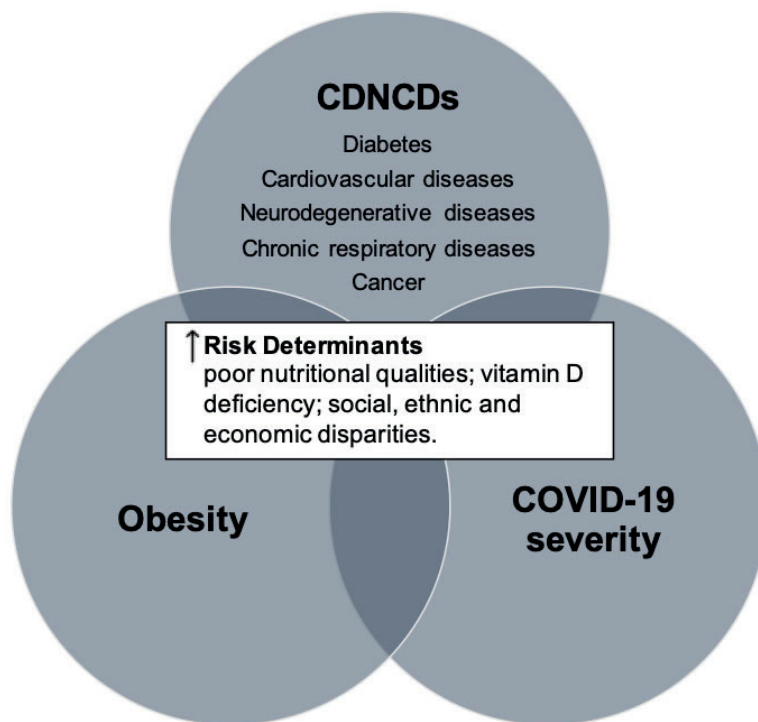 CDNCDs
Diabetes
Cardiovascular diseases
Neurodegenerative diseases
Chronic respiratory diseases
Cancer
↑Risk Determinants
poor nutritional qualities; vitamin D
deficiency; social, ethnic and
economic disparities.
Obesity
COVID-19
severity